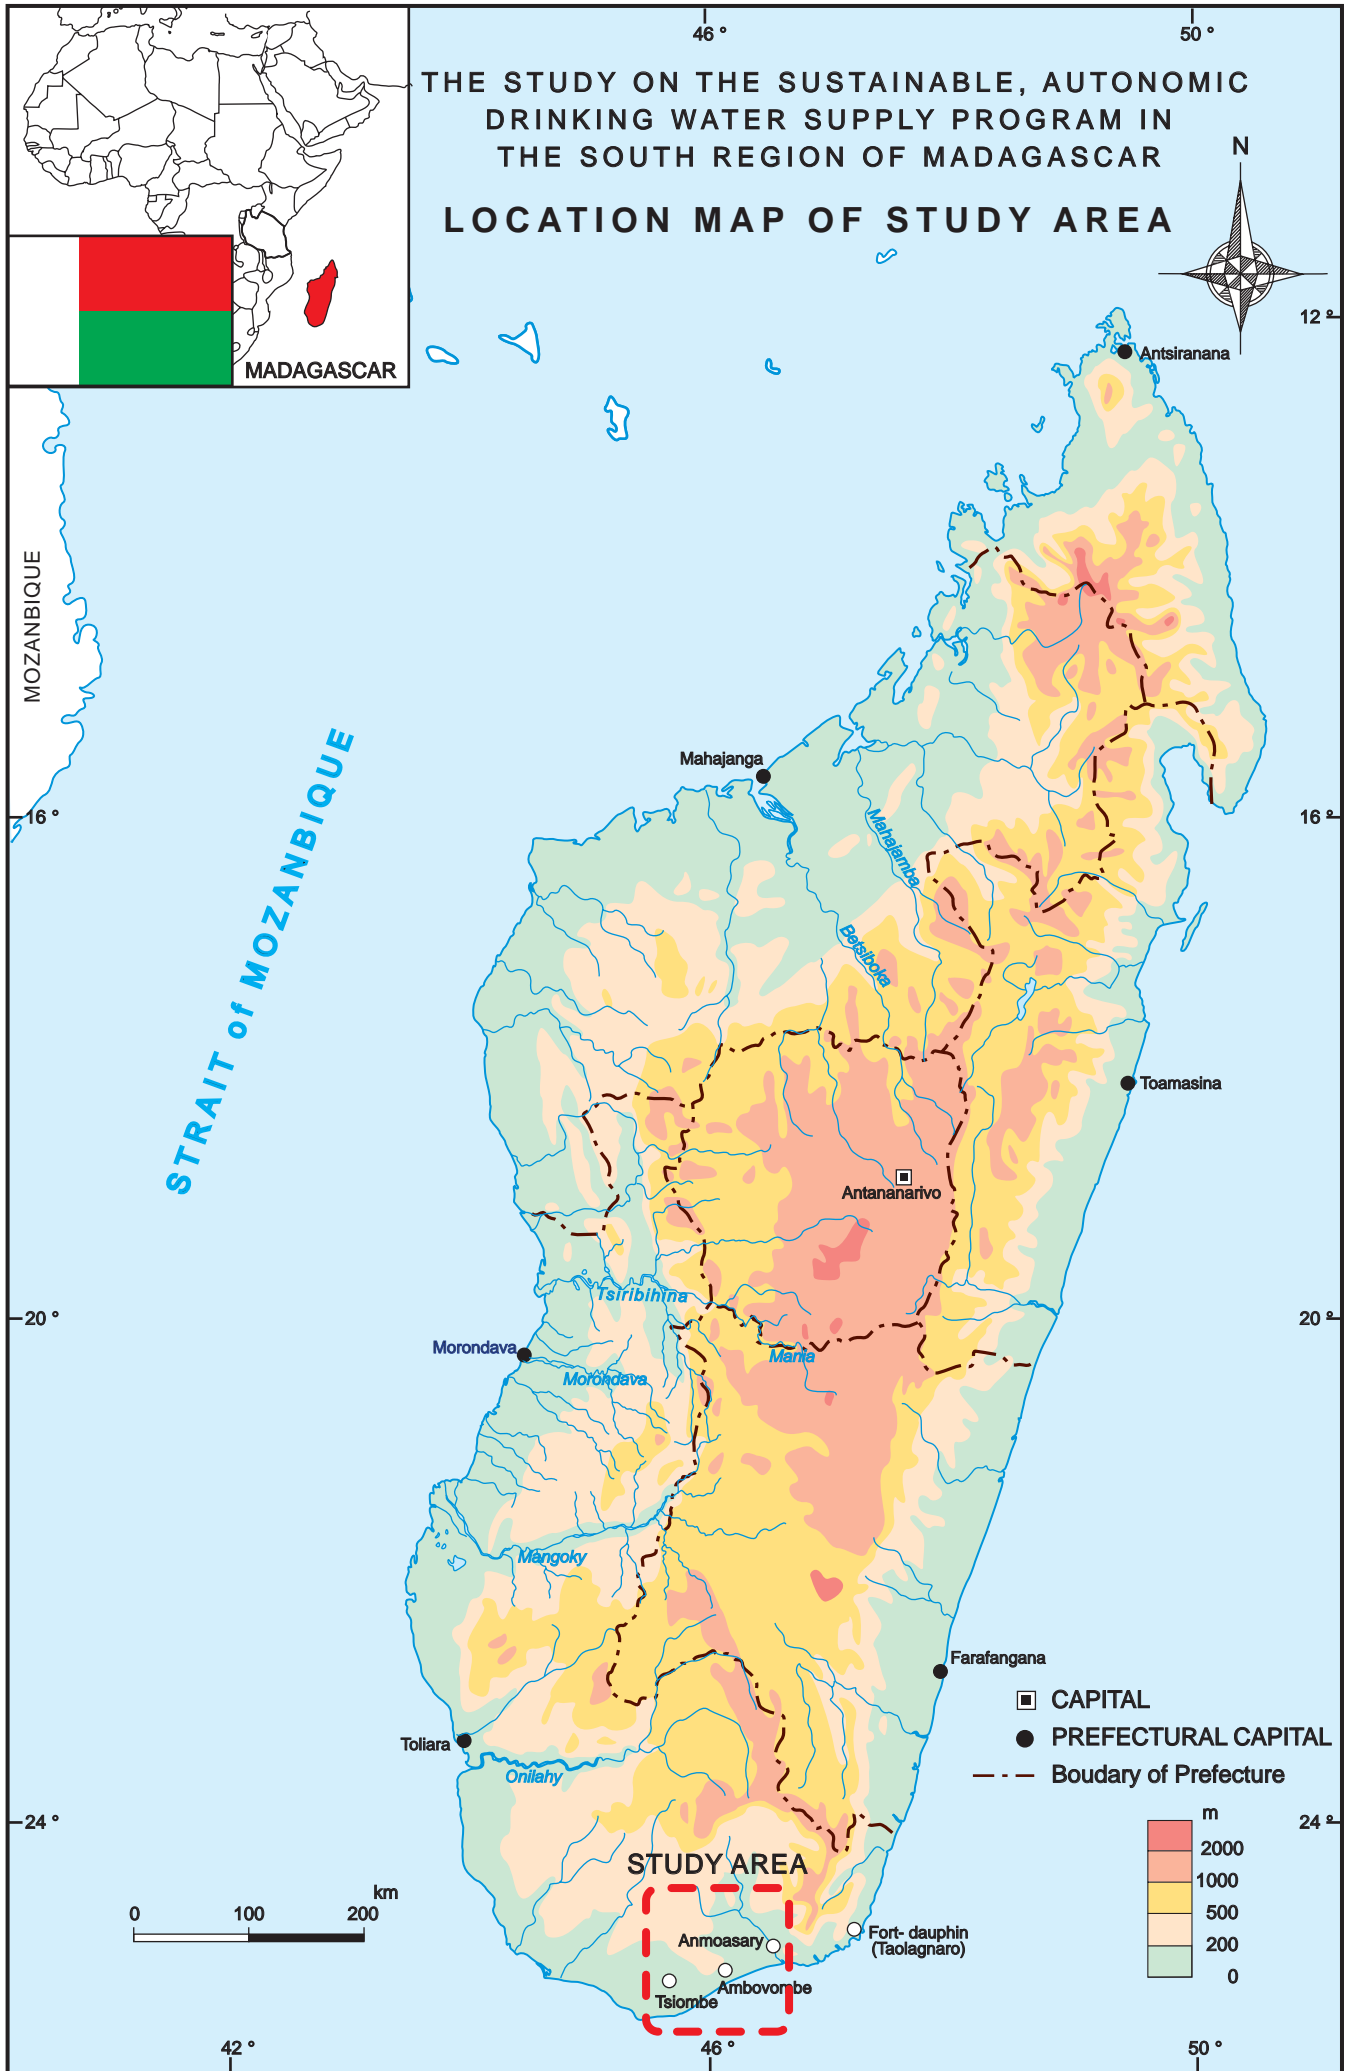 46 °
50 °
THE STUDY ON THE SUSTAINABLE, AUTONOMIC
DRINKING WATER SUPPLY PROGRAM IN
THE SOUTH REGION OF MADAGASCAR
LOCATION MAP OF STUDY AREA
N
MADAGASCAR
12 °
Antsiranana
MOZANBIQUE
STRAIT of MOZANBIQUE
Mahajanga
16 °
16 °
Mahajamba
Betsiboka
Toamasina
Antananarivo
Tsiribihina
20 °
20 °
Morondava
Mania
Morondava
Mangoky
Farafangana
CAPITAL
PREFECTURAL CAPITAL
Toliara
Onilahy
Boudary of Prefecture
m
24 °
24 °
2000
1000
500
200
0
STUDY AREA
km
0 100 200
Anmoasary
Fort- dauphin
(Taolagnaro)
Ambovombe
Tsiombe
42 °
46 °
50 °